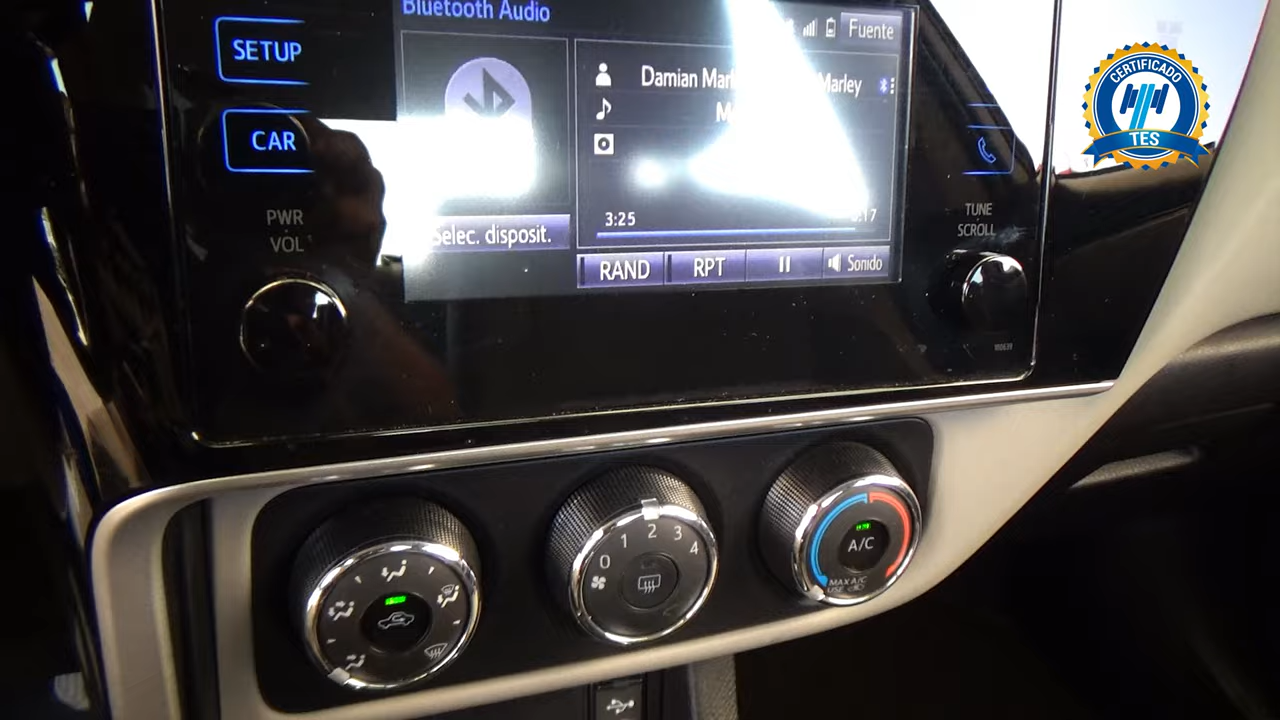 Bluetooth Audio
SETUP
Fuente
CERTIFICADO
TES
Damian
Marley
CAR
PWR
VOL
3:25
Selec. disposit.
TUNE
SCROLL
RAND
RPT
Sonido
0
1
2
3
4
A/C
MAX A/C
USE